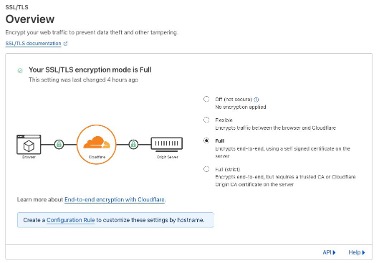 SSL/TLS
Overview
Encrypt your web traffic to prevent data theft and other tampering.
SSL/TLS documentation
Your SSL/TLS encryption mode is Full
This setting was last changed 4 hours ago
Off (not secure)
No encryption applied
Flexible
Encrypts traffic between the browser and Cloudflare
Full
Encrypts end-to-end, using a self signed certificate on the
server
Full (strict)
Encrypts end-to-end, but requires a trusted CA or Cloudflare
Origin CA certificate on the server
Browser
Cloudflare
Origin Server
Learn more about End-to-end encryption with Cloudflare.
Create a Configuration Rule to customize these settings by hostname.
API
Help